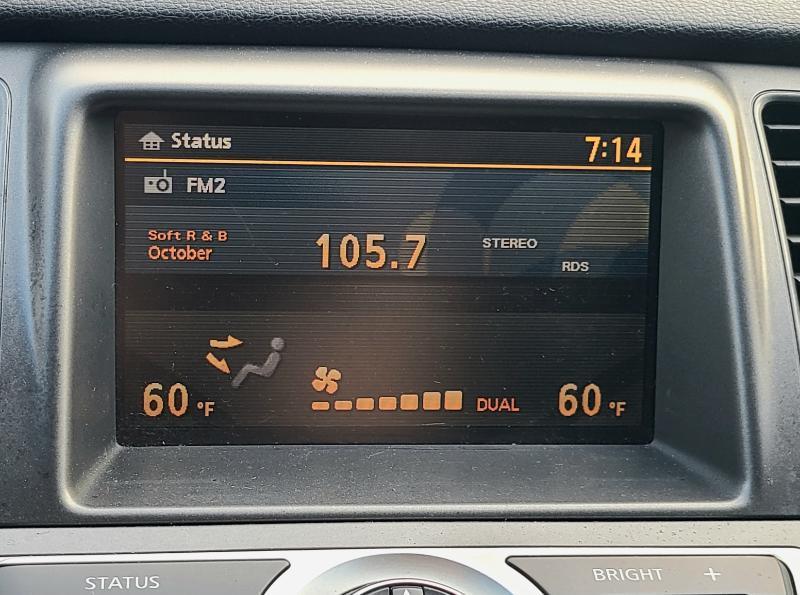 Status 7:14
FM2
Soft R & B
October 105.7 STEREO
RDS
60 °F DUAL 60 °F
STATUS BRIGHT +